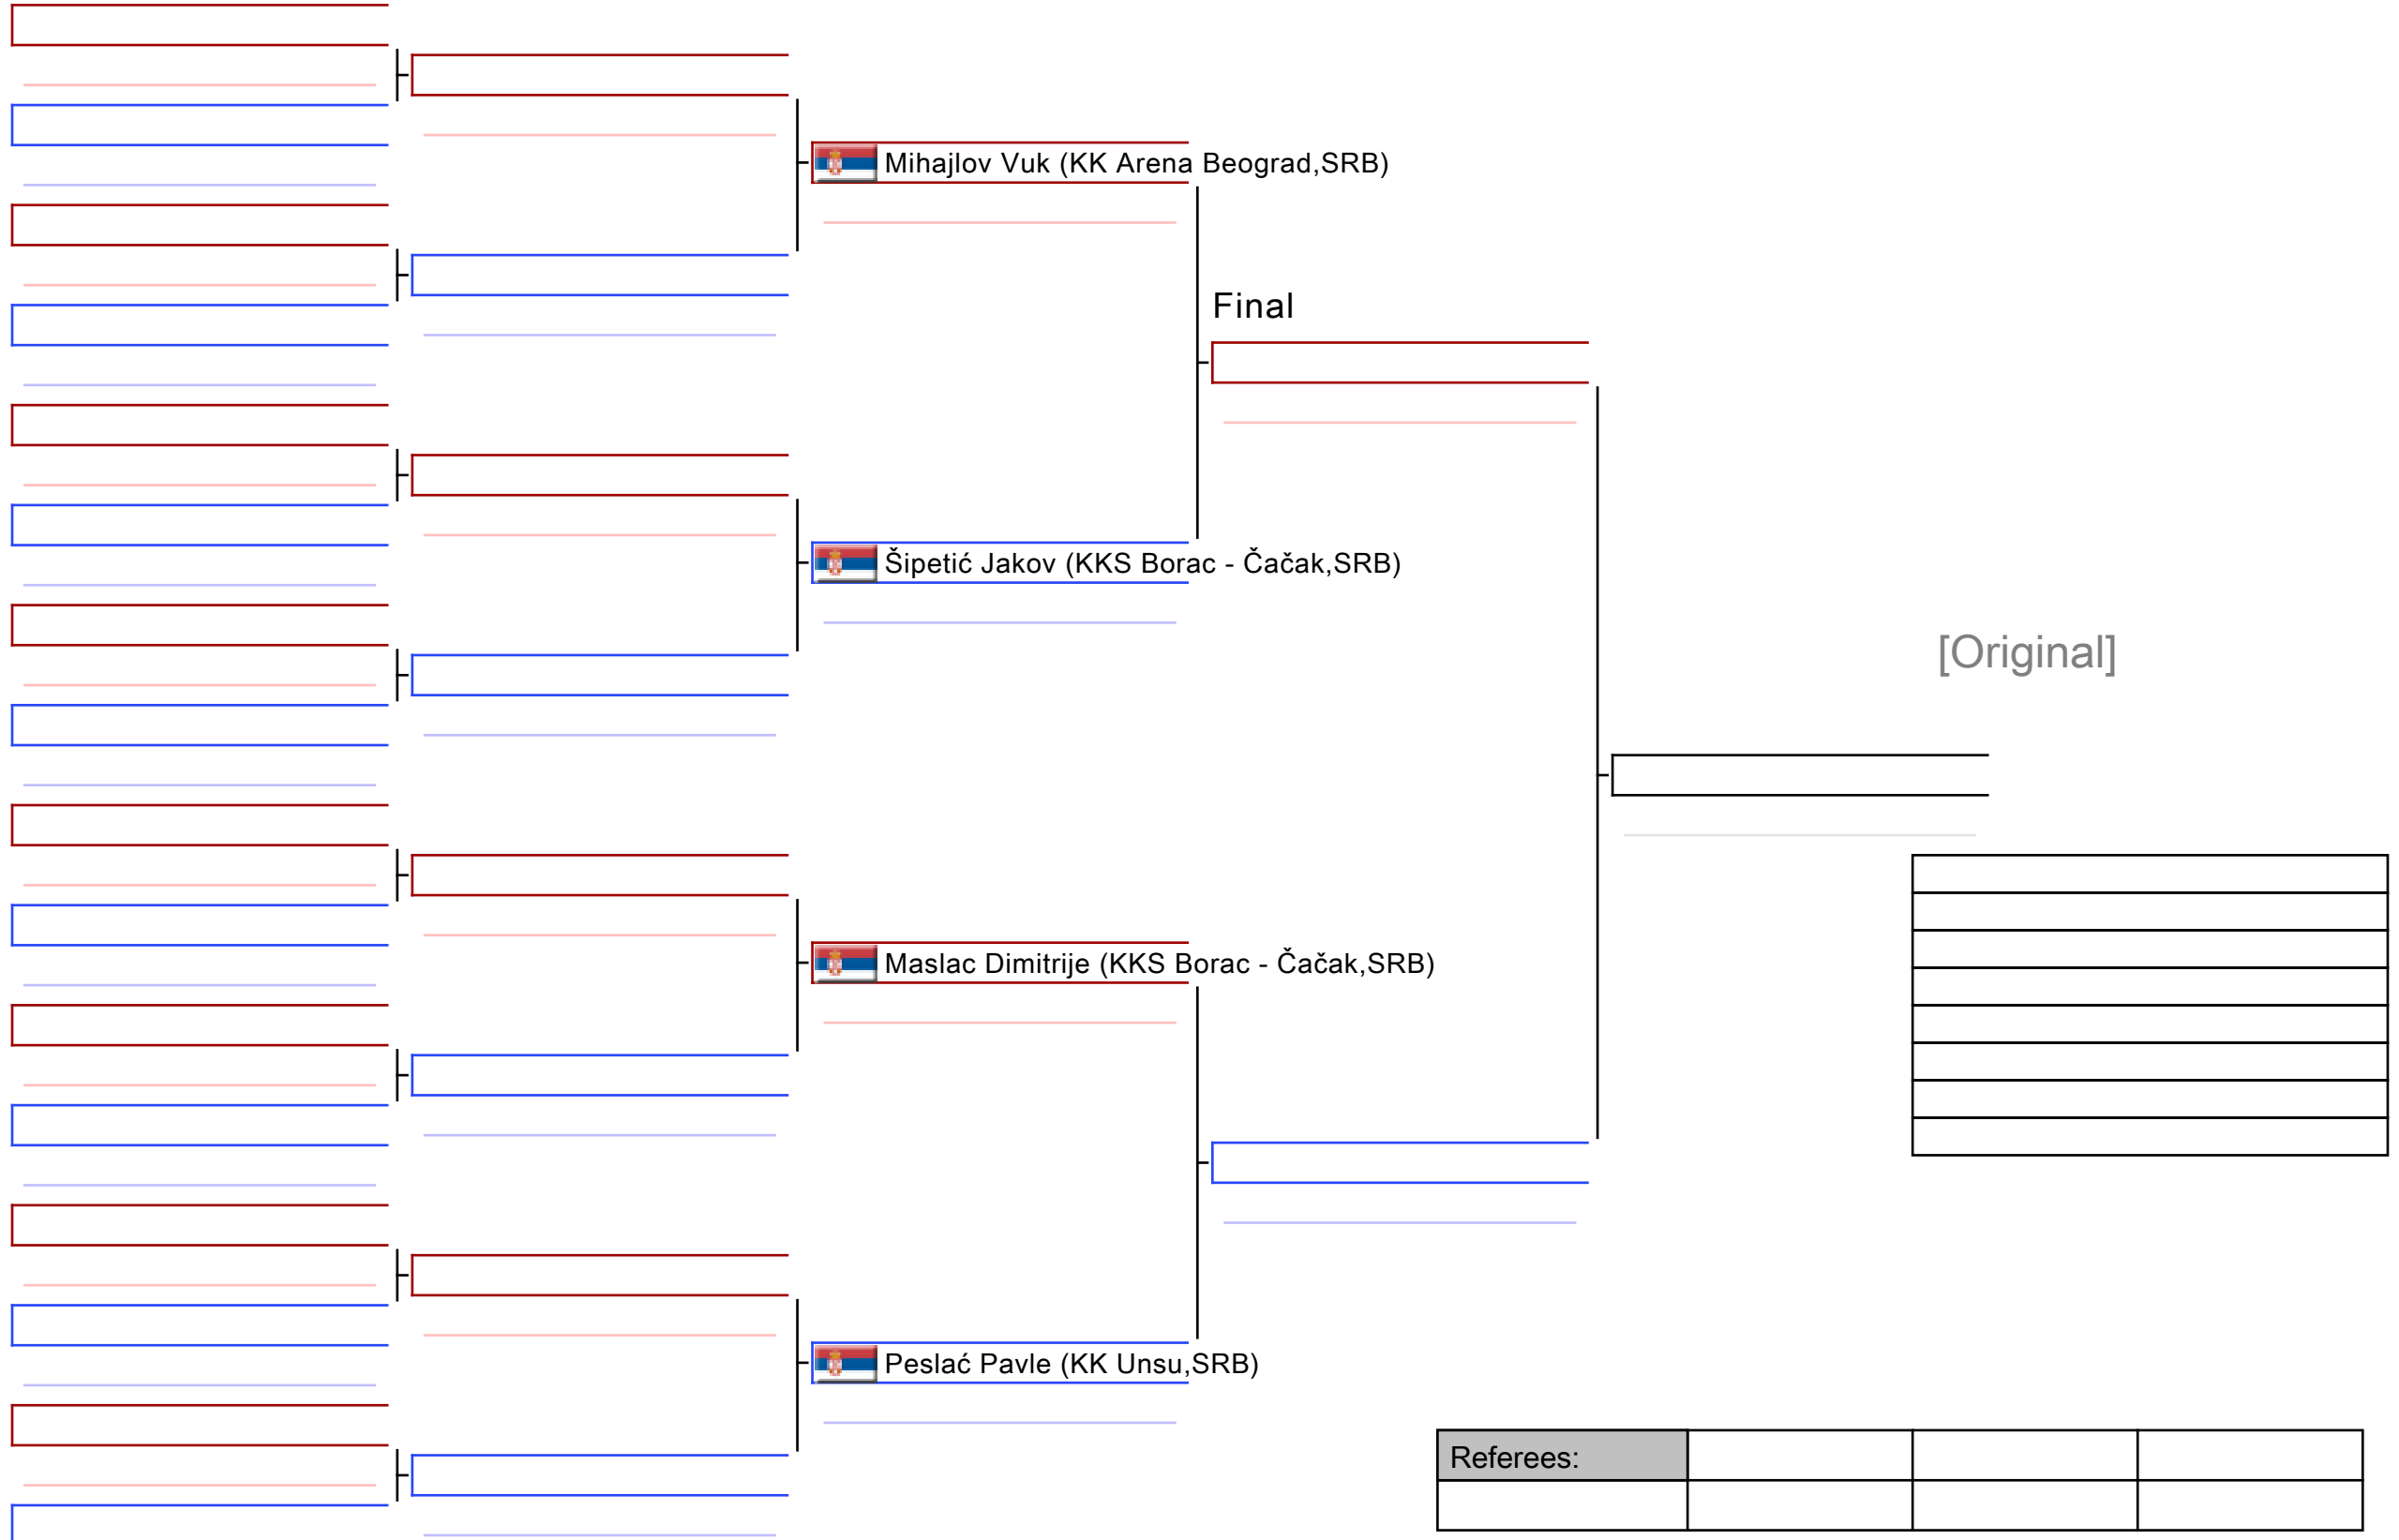 Mihajlov Vuk (KK Arena Beograd,SRB)
Final
Šipetić Jakov (KKS Borac - Čačak,SRB)
[Original]
Maslac Dimitrije (KKS Borac - Čačak,SRB)
Peslać Pavle (KK Unsu,SRB)
Referees: